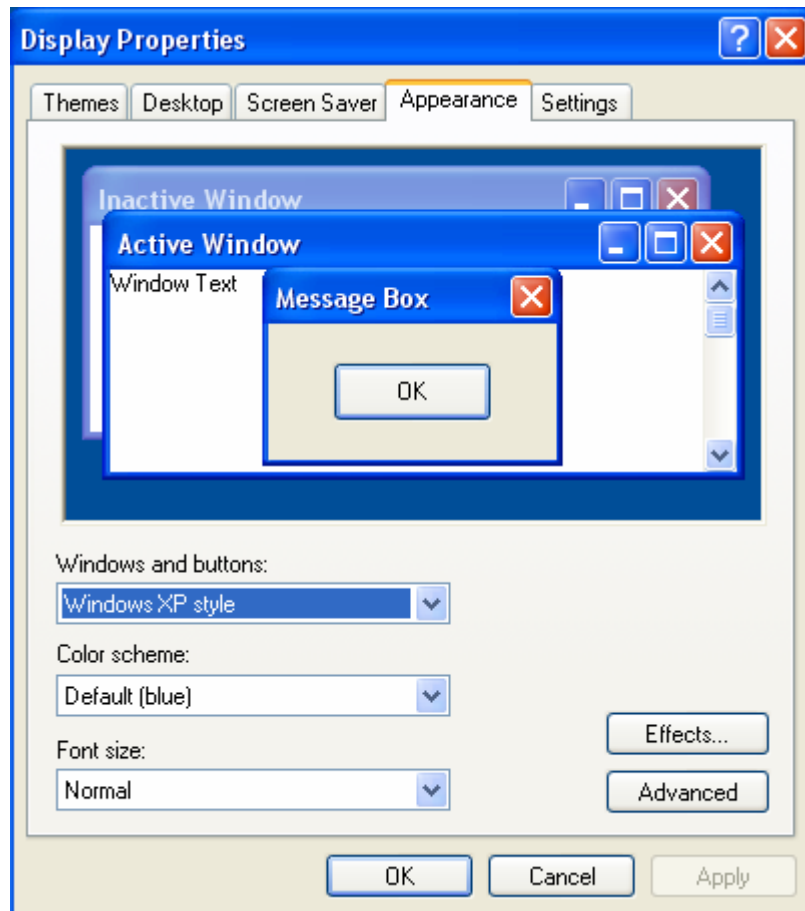 Display Properties
Themes Desktop Screen Saver Appearance Settings
Inactive Window
Active Window
Window Text
Message Box
OK
Windows and buttons:
Windows XP style
Color scheme:
Default (blue)
Font size:
Normal
Effects...
Advanced
OK Cancel Apply